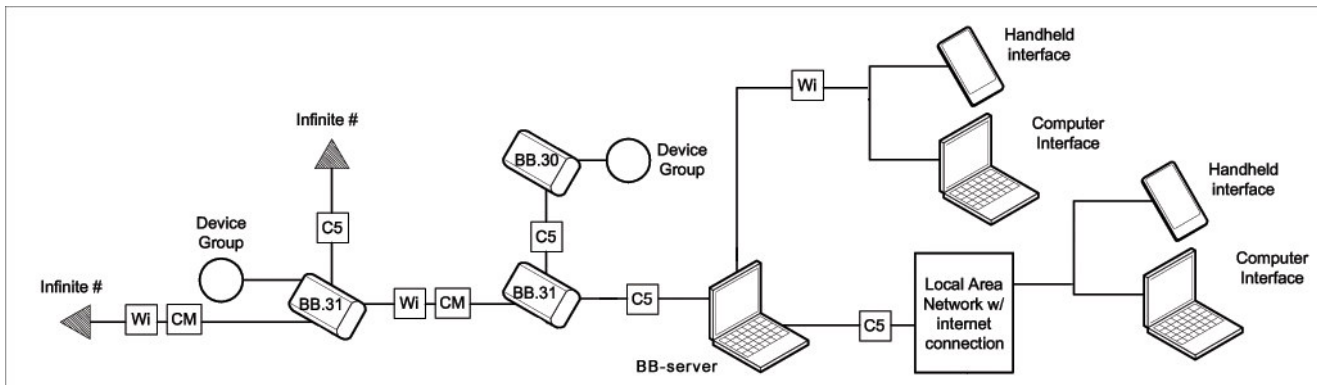 Handheld
interface
Wi
Computer
Interface
Infinite #
BB.30
Device
Group
Handheld
interface
C5
C5
Device
Group
Computer
Interface
Infinite #
BB.31
Wi
CM
BB.31
C5
Local Area
Network w/
internet
connection
Wi
CM
C5
BB-server